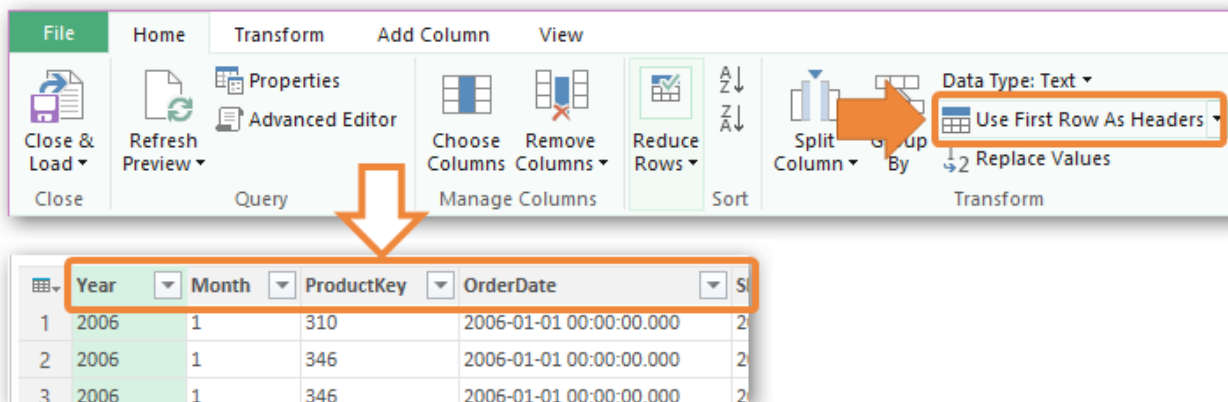 File Home Transform Add Column View
Properties
Advanced Editor
Data Type: Text
Use First Row As Headers
Replace Values
Close & Load
Refresh Preview
Choose Columns
Remove Columns
Reduce Rows
Split Column
By
Close Query Manage Columns Sort Transform
Year Month ProductKey OrderDate
1 2006 1 310 2006-01-01 00:00:00.000
2 2006 1 346 2006-01-01 00:00:00.000
3 2006 1 346 2006-01-01 00:00:00.000